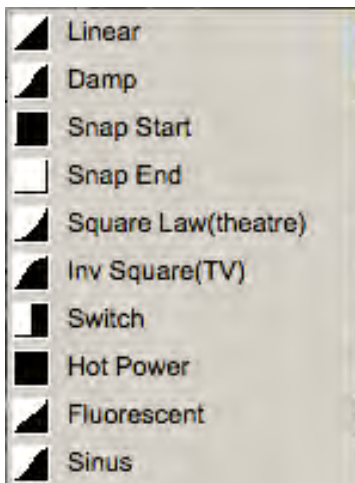 Linear
Damp
Snap Start
Snap End
Square Law(theatre)
Inv Square(TV)
Switch
Hot Power
Fluorescent
Sinus